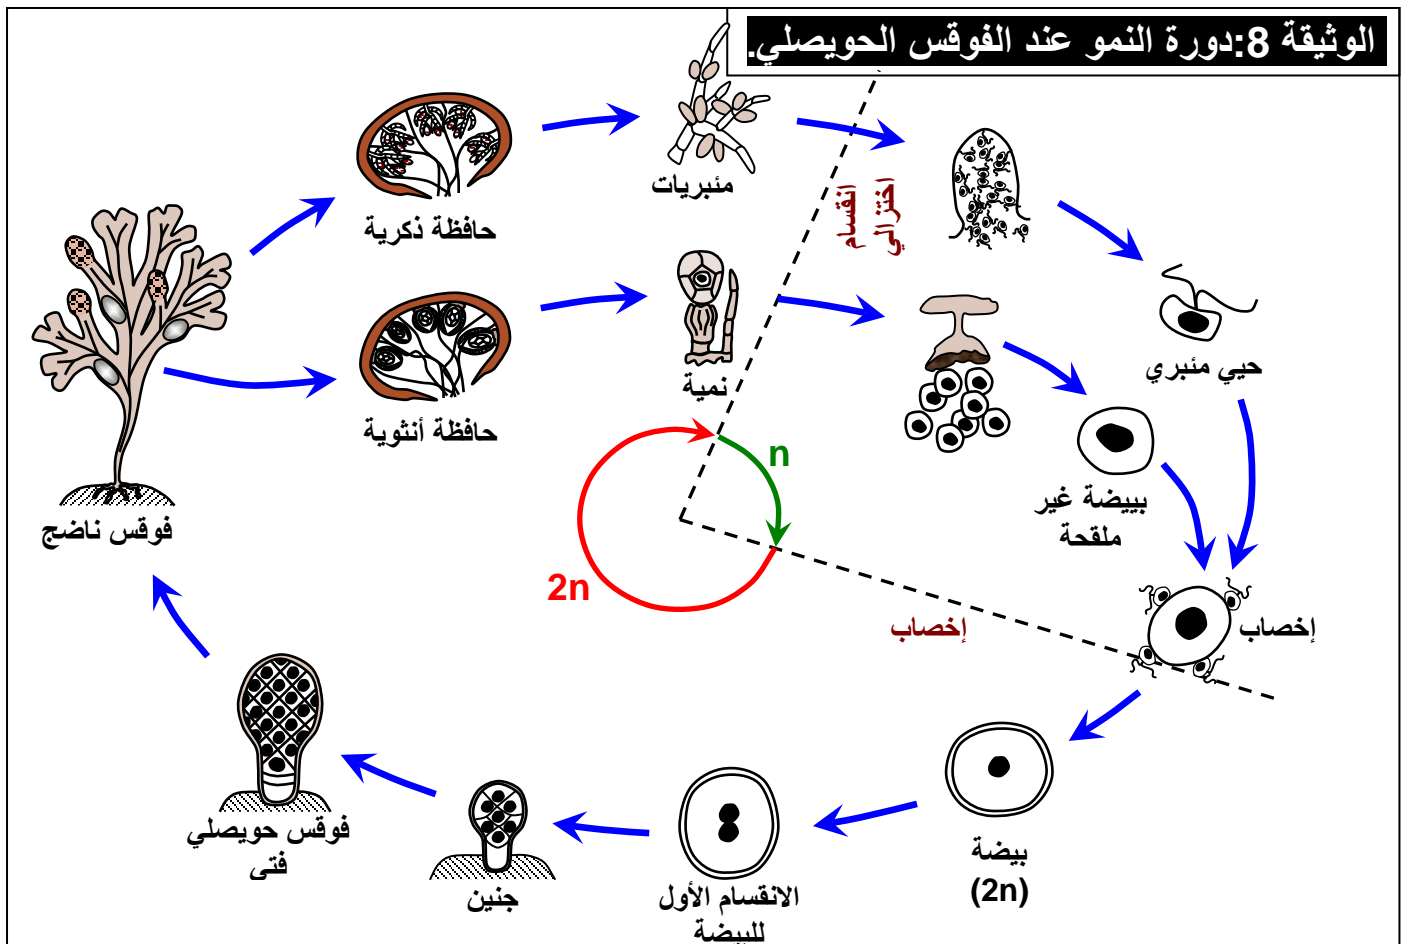 الوثيقة 8:دورة النمو عند الفوقس الحويصلي.
مئبريات
حافظة ذكرية
انقسام
اختزالي
حيي مئبري
نمية
حافظة أنثوية
n
بييضة غير
ملقحة
فوقس ناضج
2n
إخصاب
إخصاب
فوقس حويصلي
فتى
جنين
الانقسام الأول
للبيضة
بيضة
(2n)